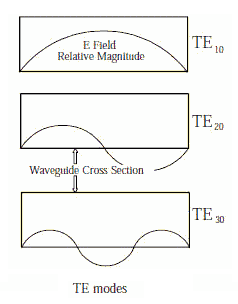 E Field
Relative Magnitude
TE10
TE20
Waveguide Cross Section
TE30
TE modes